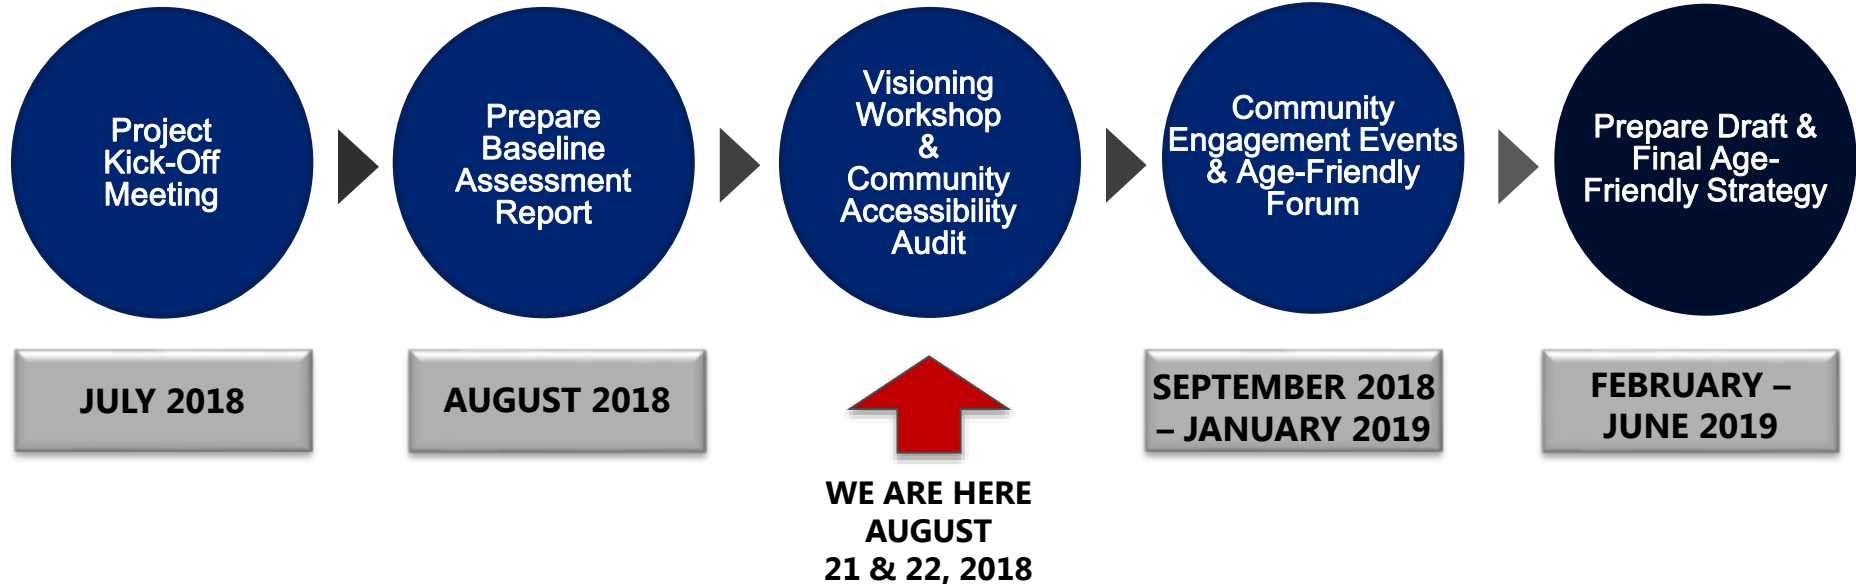 Project
Kick-Off
Meeting
Prepare
Baseline
Assessment
Report
Visioning
Workshop
&
Community
Accessibility
Audit
Community
Engagement Events
& Age-Friendly
Forum
Prepare Draft &
Final Age-
Friendly Strategy
JULY 2018
AUGUST 2018
WE ARE HERE
AUGUST
21 & 22, 2018
SEPTEMBER 2018
– JANUARY 2019
FEBRUARY –
JUNE 2019